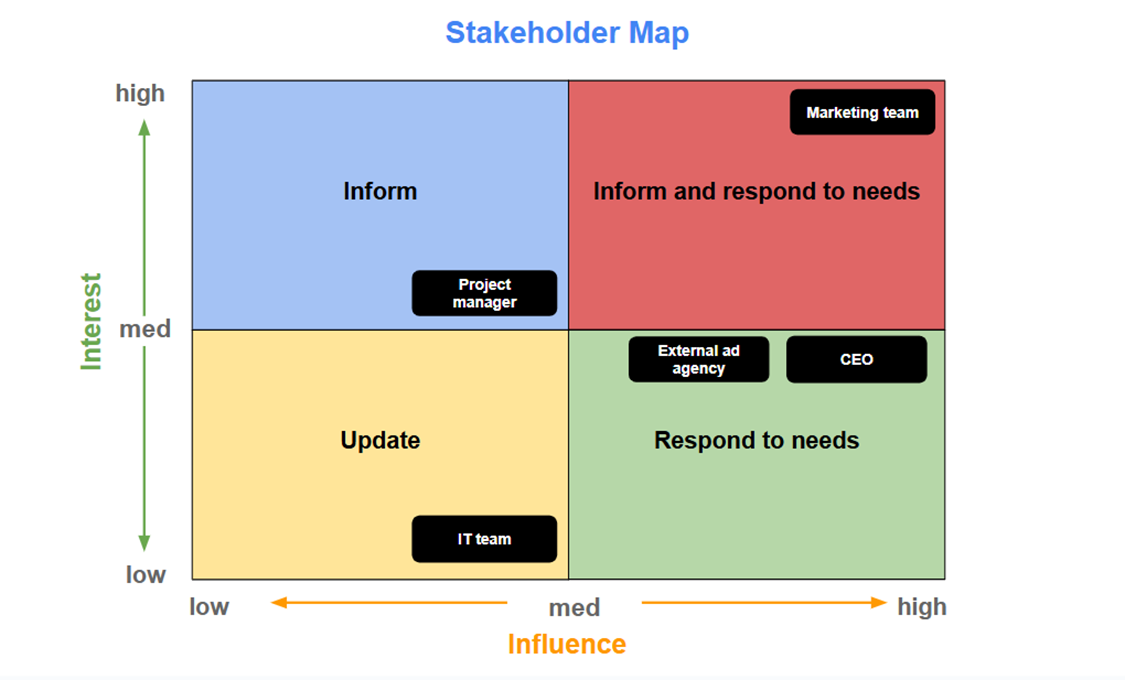 Stakeholder Map
high
Marketing team
Inform
Inform and respond to needs
Project
manager
Interest
med
External ad
agency
CEO
Update
Respond to needs
IT team
low
low
med
high
Influence